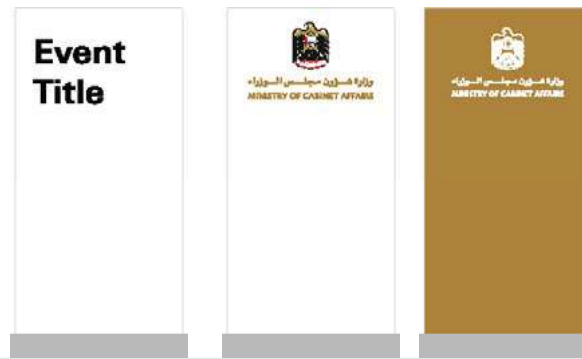 Event
Title
وزارة شؤون مجلس الوزراء
MINISTRY OF CABINET AFFAIRS
وزارة شؤون مجلس الوزراء
MINISTRY OF CABINET AFFAIRS